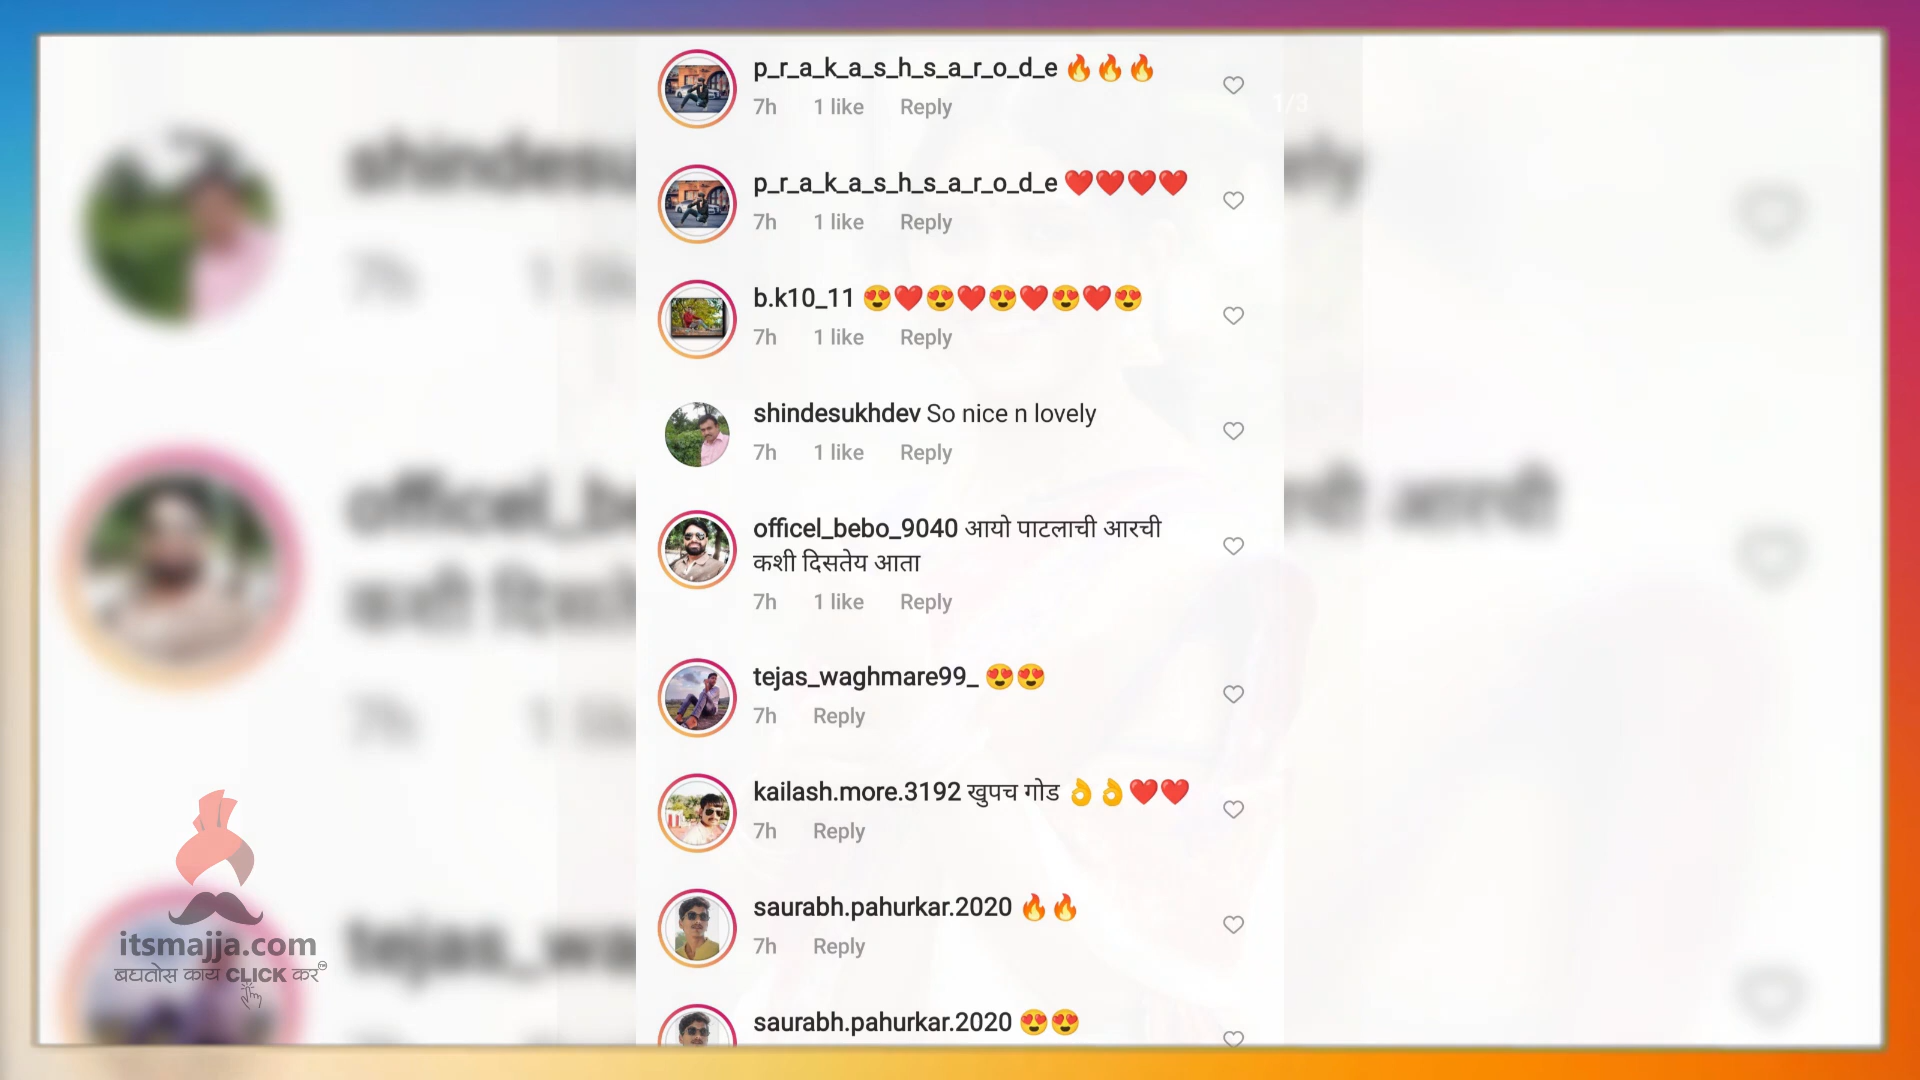 p_r_a_k_a_s_h_s_a_r_o_d_e 🔥🔥🔥
7h 1 like Reply
1/3
p_r_a_k_a_s_h_s_a_r_o_d_e ❤️❤️❤️❤️
7h 1 like Reply
b.k10_11 😍❤️😍❤️😍❤️😍❤️😍
7h 1 like Reply
shindesukhdev So nice n lovely
7h 1 like Reply
officel_bebo_9040 आयो पाटलाची आरची
कशी दिसतेय आता
7h 1 like Reply
tejas_waghmare99_ 😍😍
7h Reply
kailash.more.3192 खुपच गोड 👌👌❤️❤️
7h Reply
saurabh.pahurkar.2020 🔥🔥
7h Reply
saurabh.pahurkar.2020 😍😍
itsmajja.com
बघतोस काय CLICK कर™